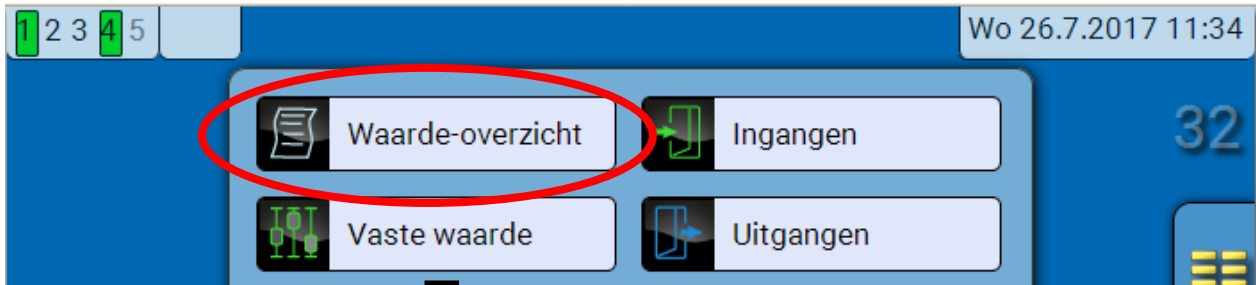 1 2 3 4 5
Wo 26.7.2017 11:34
Waarde-overzicht
Ingangen
32
Vaste waarde
Uitgangen